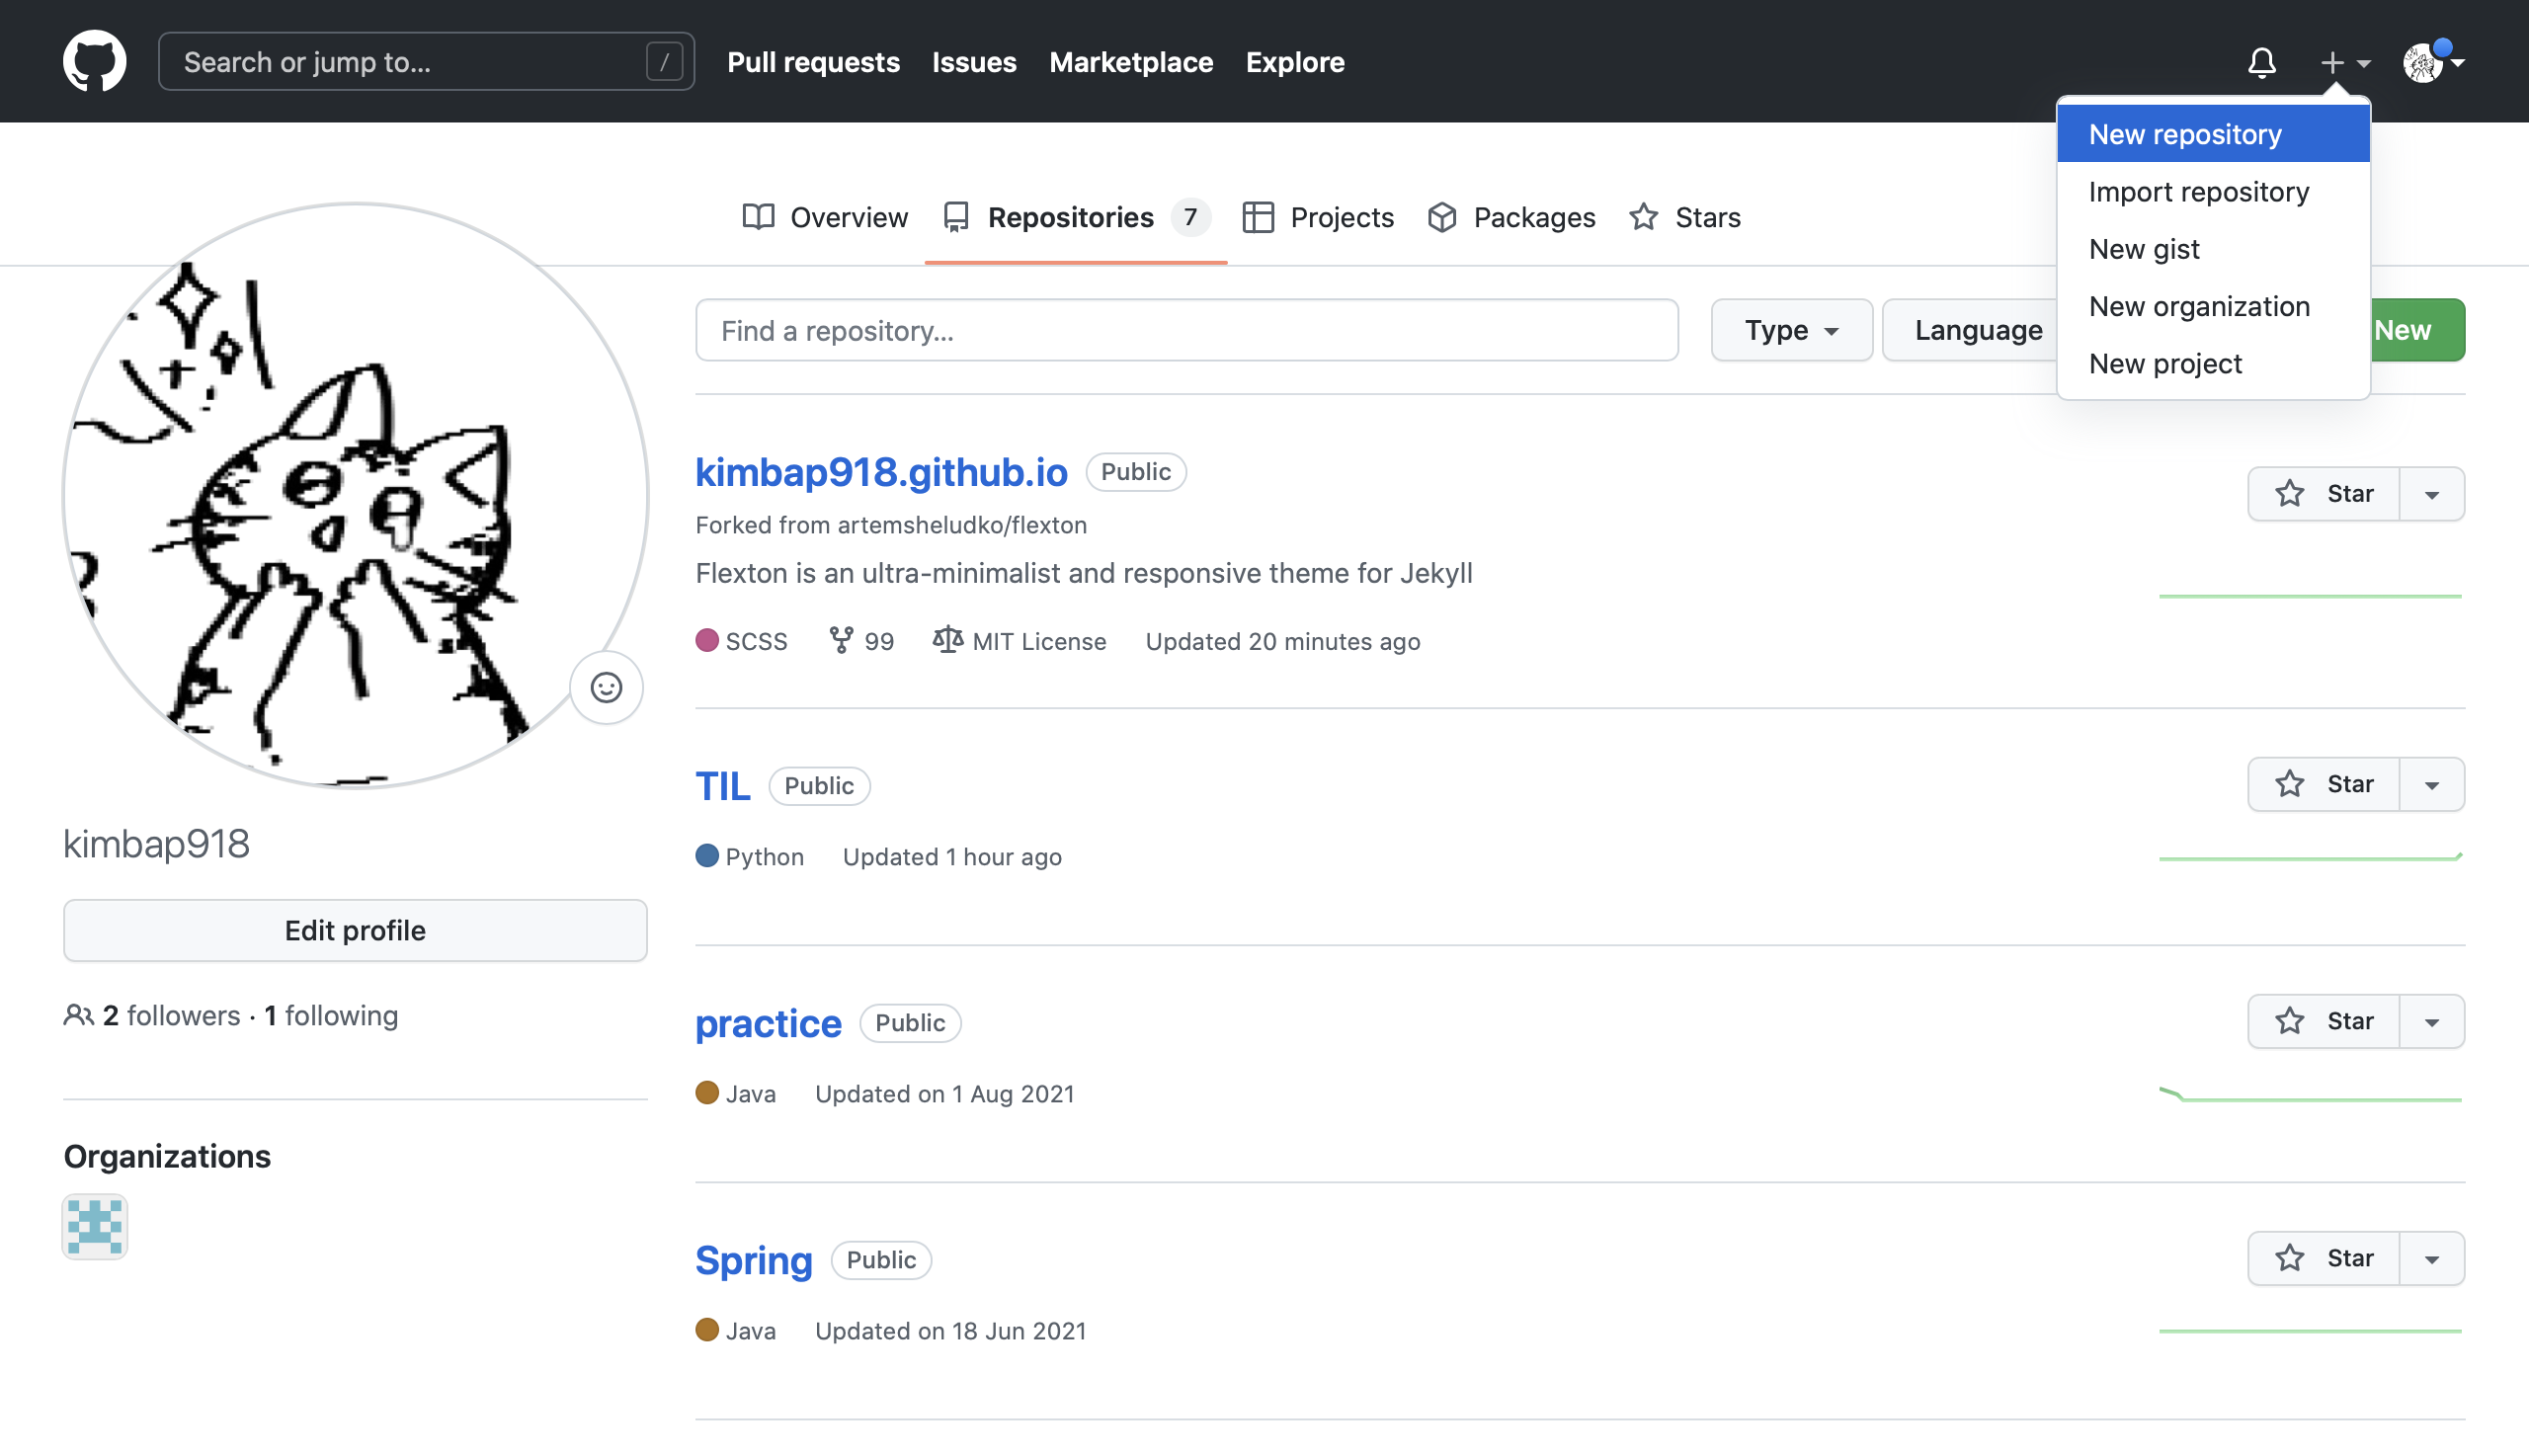 Search or jump to... /
Pull requests Issues Marketplace Explore
New repository
Import repository
New gist
New organization
New project
Overview Repositories 7 Projects Packages Stars
Find a repository... Type Language New
kimbap918.github.io Public
Star
Forked from artemsheludko/flexton
Flexton is an ultra-minimalist and responsive theme for Jekyll
SCSS 99 MIT License Updated 20 minutes ago
TIL Public
Star
Python Updated 1 hour ago
practice Public
Star
Java Updated on 1 Aug 2021
Spring Public
Star
Java Updated on 18 Jun 2021
kimbap918
Edit profile
2 followers · 1 following
Organizations